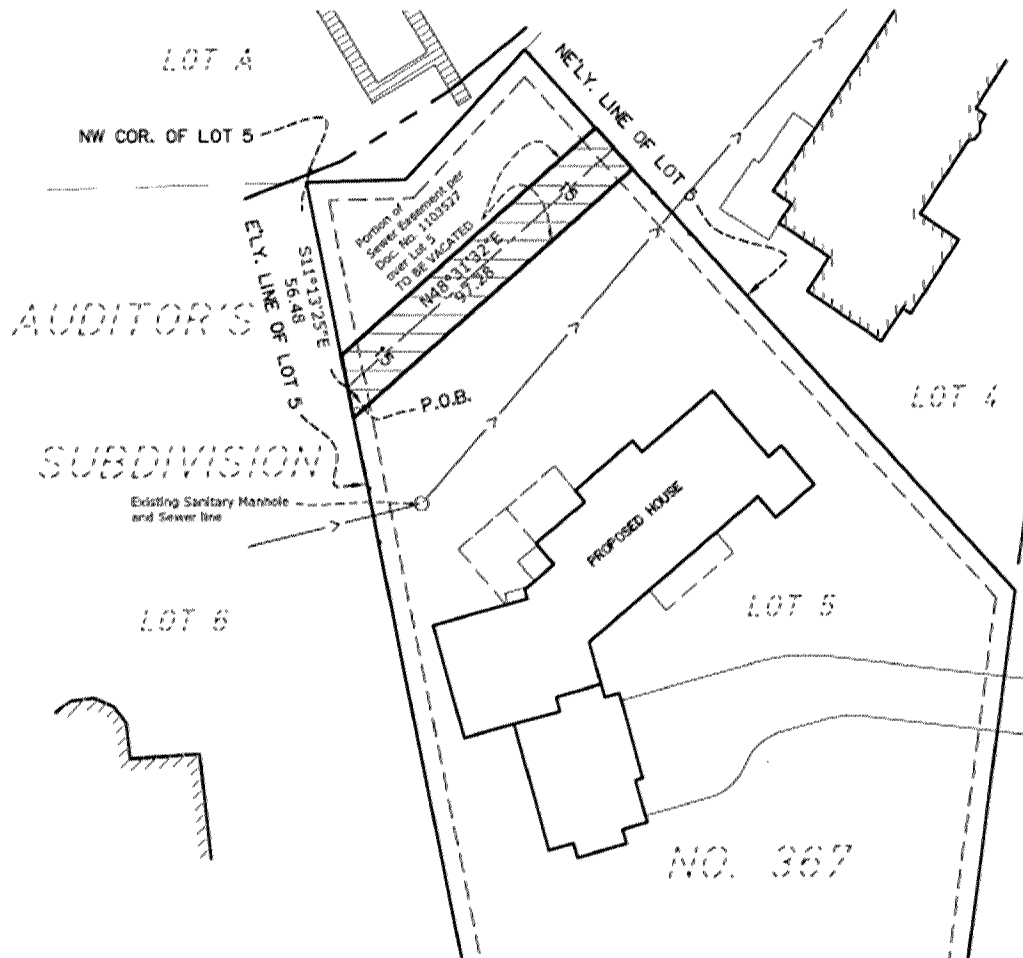 LOT A
NW COR. OF LOT 5
NE'LY. LINE OF LOT 5
Portion of
Sewer Easement per
Doc. No. 1103527
over Lot 5
TO BE VACATED
N48°31'32"E
97.28
15
15
S11°13'25"E
56.48
E'LY. LINE OF LOT 5
P.O.B.
AUDITOR'S
SUBDIVISION
LOT 4
Existing Sanitary Manhole
and Sewer line
PROPOSED HOUSE
LOT 6
LOT 5
NO. 367